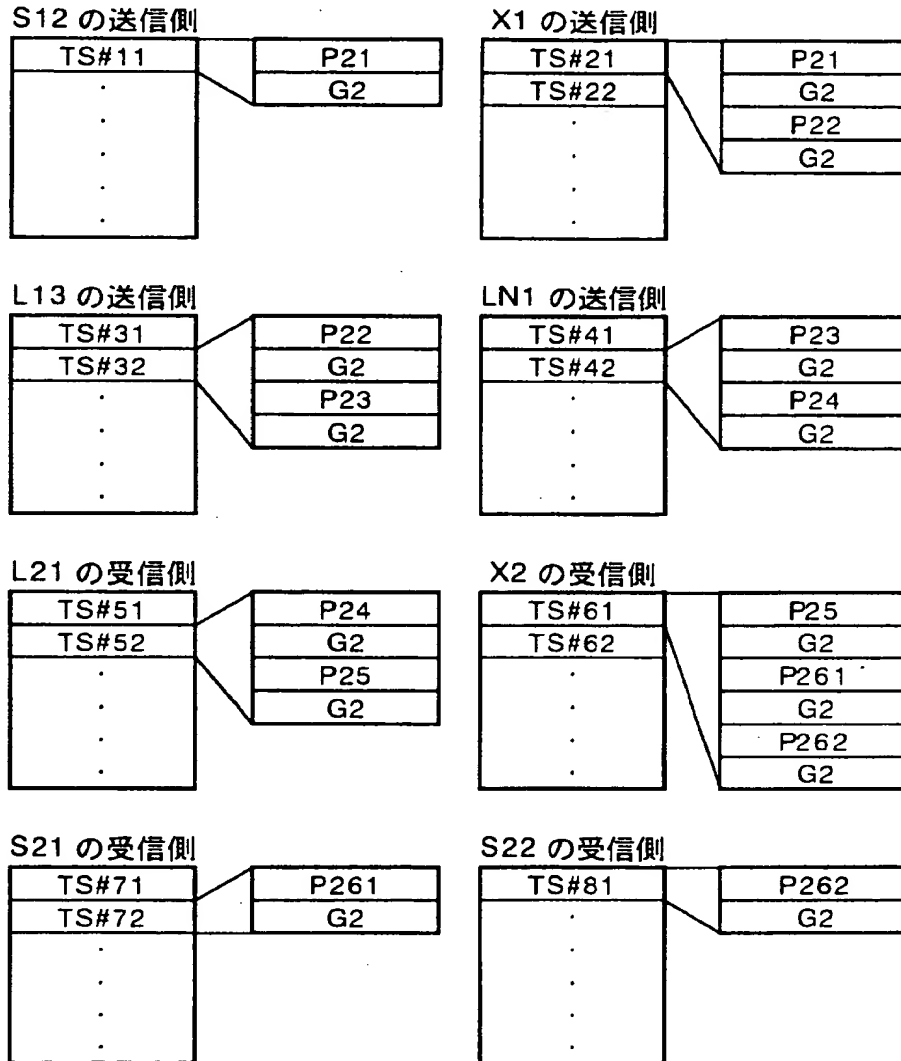 S12 の送信側
TS#11
P21
G2
X1 の送信側
TS#21
TS#22
P21
G2
P22
G2
L13 の送信側
TS#31
TS#32
P22
G2
P23
G2
LN1 の送信側
TS#41
TS#42
P23
G2
P24
G2
L21 の受信側
TS#51
TS#52
P24
G2
P25
G2
X2 の受信側
TS#61
TS#62
P25
G2
P261
G2
P262
G2
S21 の受信側
TS#71
TS#72
P261
G2
S22 の受信側
TS#81
P262
G2